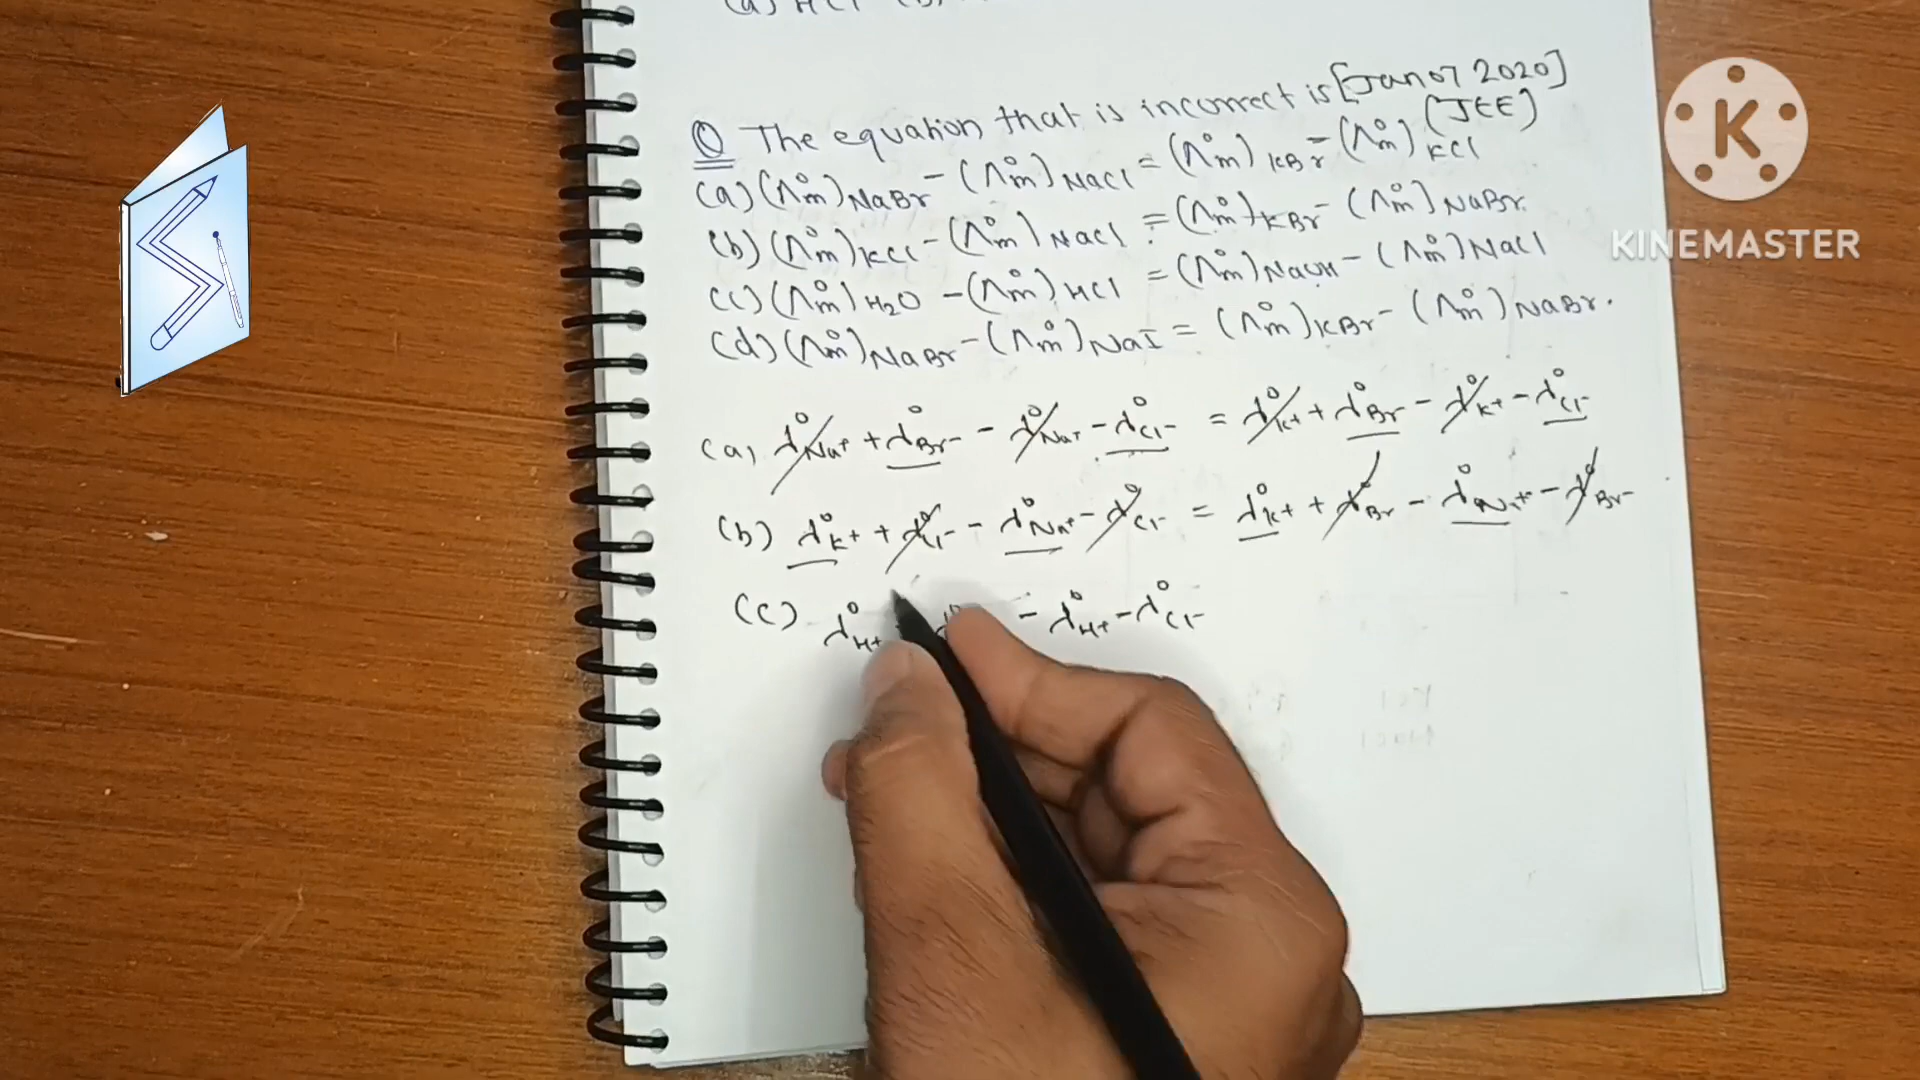 Q The equation that is incorrect is [Jan 07 2020]
(JEE)
(a) (Λ°m)NaBr - (Λ°m)NaCl = (Λ°m)KBr - (Λ°m)KCl
(b) (Λ°m)KCl - (Λ°m)NaCl = (Λ°m)KBr - (Λ°m)NaBr.
(c) (Λ°m)H2O - (Λ°m)HCl = (Λ°m)NaOH - (Λ°m)NaCl
(d) (Λ°m)NaBr - (Λ°m)NaI = (Λ°m)KBr - (Λ°m)NaBr.
(a) λ°Na+ + λ°Br- - λ°Na+ - λ°Cl- = λ°K+ + λ°Br- - λ°K+ - λ°Cl-
(b) λ°K+ + λ°Cl- - λ°Na+ - λ°Cl- = λ°K+ + λ°Br - λ°Na+ - λ°Br-
(c) λ°H+ - λ°H+ - λ°Cl-
K
KINEMASTER